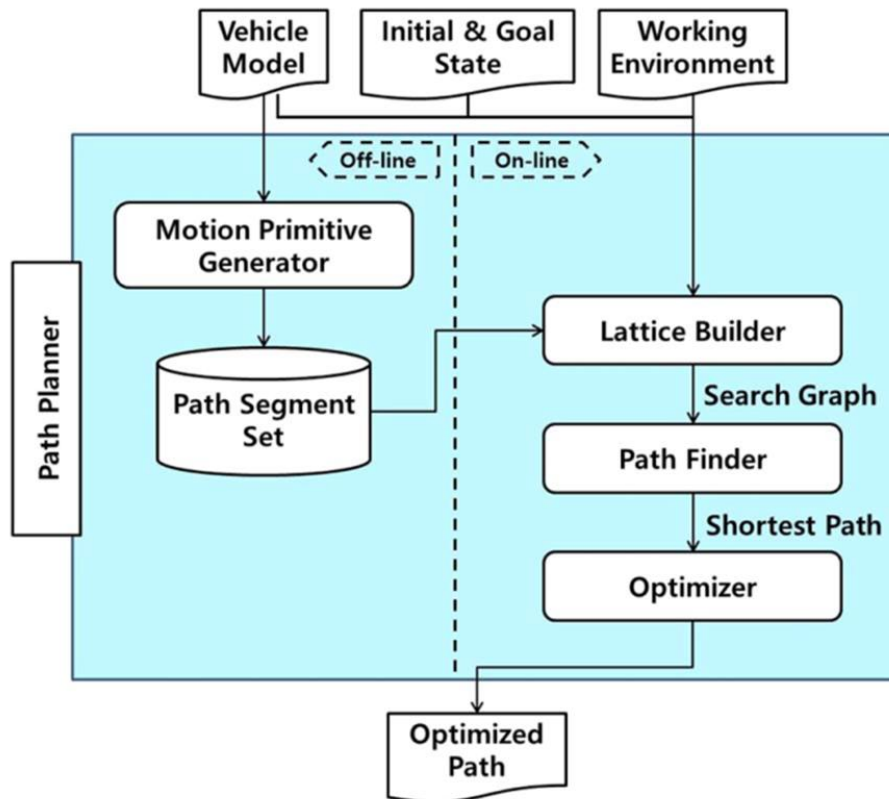 Vehicle
Model
Initial & Goal
State
Working
Environment
Off-line
On-line
Motion Primitive
Generator
Path Planner
Lattice Builder
Path Segment
Set
Search Graph
Path Finder
Shortest Path
Optimizer
Optimized
Path